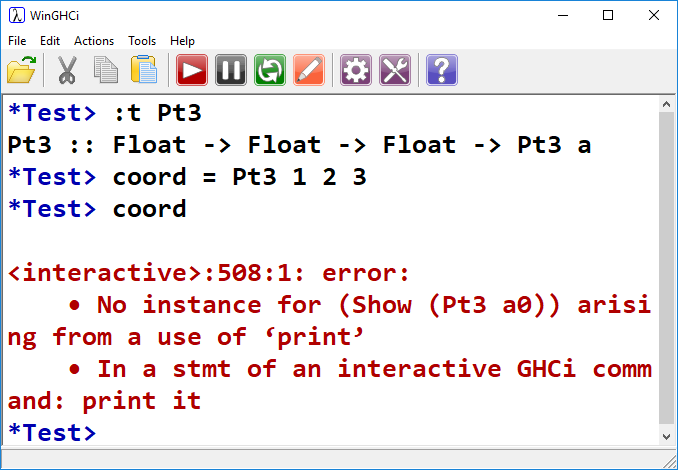 WinGHCi
File Edit Actions Tools Help
*Test> :t Pt3
Pt3 :: Float -> Float -> Float -> Pt3 a
*Test> coord = Pt3 1 2 3
*Test> coord
<interactive>:508:1: error:
• No instance for (Show (Pt3 a0)) arisi
ng from a use of ‘print’
• In a stmt of an interactive GHCi comm
and: print it
*Test>